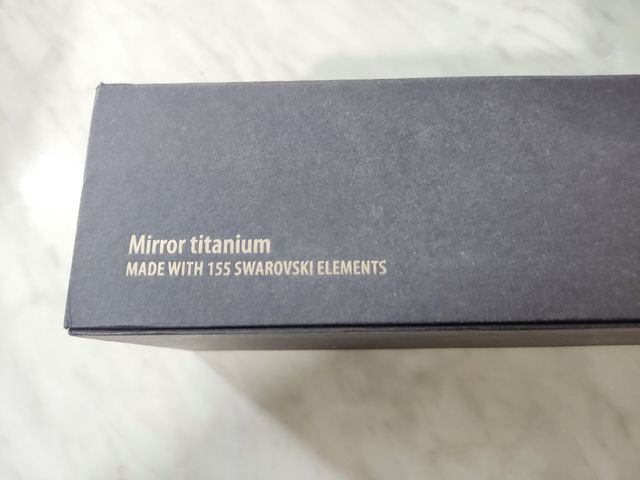 Mirror titanium
MADE WITH 155 SWAROVSKI ELEMENTS